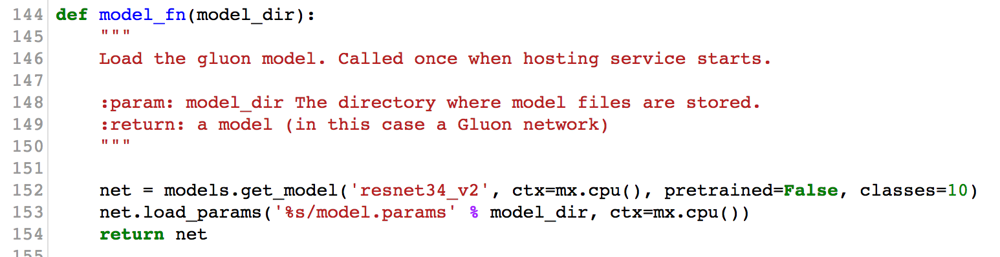 144 def model_fn(model_dir):
145     """
146     Load the gluon model. Called once when hosting service starts.
147
148     :param: model_dir The directory where model files are stored.
149     :return: a model (in this case a Gluon network)
150     """
151
152     net = models.get_model('resnet34_v2', ctx=mx.cpu(), pretrained=False, classes=10)
153     net.load_params('%s/model.params' % model_dir, ctx=mx.cpu())
154     return net
155